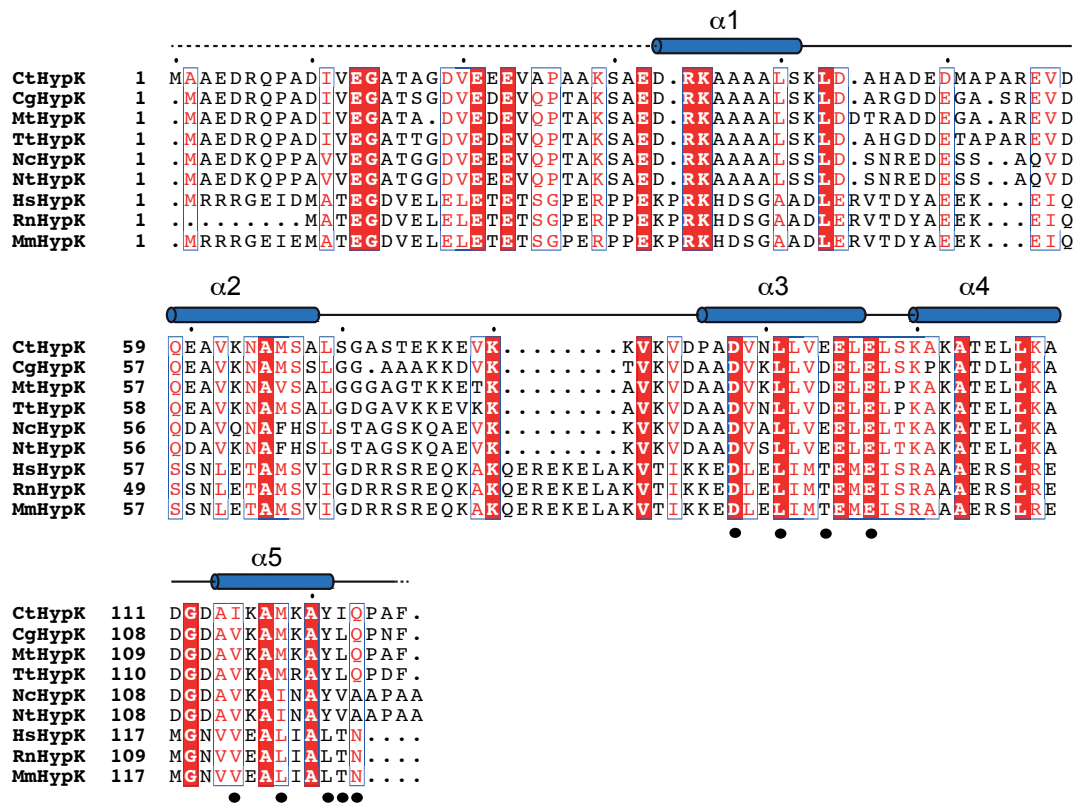 α1
CtHypK 1 MAAEDRQPADIVEGATAGDVEEEVAPAAKSAED.RKAAAALSKLD.AHADEDMAPAREVD
CgHypK 1 .MAEDRQPADIVEGATSGDVEDEVQPTAKSAED.RKAAAALSKLD.ARGDDEGA.SREVD
MtHypK 1 .MAEDRQPADIVEGATA.DVEDEVQPTAKSAED.RKAAAALSKLDDTRADDEGA.AREVD
TtHypK 1 .MAEDRQPADIVEGATTGDVEDEVQPTAKSAED.RKAAAALSKLD.AHGDDETAPAREVD
NcHypK 1 .MAEDKQPPAVVEGATGGDVEEEVQPTAKSAED.RKAAAALSSLD.SNREDESS..AQVD
NtHypK 1 .MAEDKQPPAVVEGATGGDVEEEVQPTAKSAED.RKAAAALSSLD.SNREDESS..AQVD
HsHypK 1 .MRRRGEIDMATEGDVELELETETSGPERPPEKPRKHDSGAADLERVTDYAEEK...EIQ
RnHypK 1 .........MATEGDVELELETETSGPERPPEKPRKHDSGAADLERVTDYAEEK...EIQ
MmHypK 1 .MRRRGEIEMATEGDVELELETETSGPERPPEKPRKHDSGAADLERVTDYAEEK...EIQ
α2 α3 α4
CtHypK 59 QEAVKNAMSALSGASTEKKEVK........KVKVDPADVNLLVEELELSKAKATELLKA
CgHypK 57 QEAVKNAVSSLGG.AAAKKDVK........TVKVDAADVKLLVDELELSKPKATDLLKA
MtHypK 57 QEAVKNAVSALGGGAGTKKETK........AVKVDAADVKLLVDELELPKAKATELLKA
TtHypK 58 QEAVKNAVSALGDGAVKKEVKK........AVKVDAADVNLLVDELELPKAKATELLKA
NcHypK 56 QDAVQNAFHSLSTAGSKQAEVK........KVKVDAADVALLVEELELTKAKATELLKA
NtHypK 56 QDAVKNAFHSLSTAGSKQAEVK........KVKVDAADVSLLVEELELTKAKATELLKA
HsHypK 57 SSNLETAMSVIGDRRSREQKAKQEREKELAKVTIKKEDLELIMTEMEISRAAAERSLRE
RnHypK 49 SSNLETAMSVIGDRRSREQKAKQEREKELAKVTIKKEDLELIMTEMEISRAAAERSLRE
MmHypK 57 SSNLETAMSVIGDRRSREQKAKQEREKELAKVTIKKEDLELIMTEMEISRAAAERSLRE
α5
CtHypK 111 DGDAIKAMKAYIQPAF.
CgHypK 108 DGDAVKAMKAYLQPNF.
MtHypK 109 DGDAVKAMKAYLQPAF.
TtHypK 110 DGDAVKAMRAYLQPDF.
NcHypK 108 DGDAVKAINAYVAAPAA
NtHypK 108 DGDAVKAINAYVAAPAA
HsHypK 117 MGNVVEALIALTN....
RnHypK 109 MGNVVEALIALTN....
MmHypK 117 MGNVVEALIALTN....